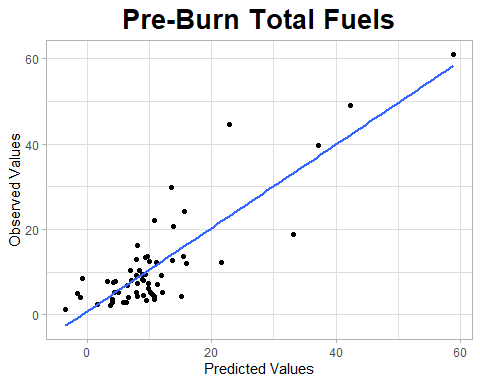 Pre-Burn Total Fuels
60
40
20
0
Observed Values
0 20 40 60
Predicted Values